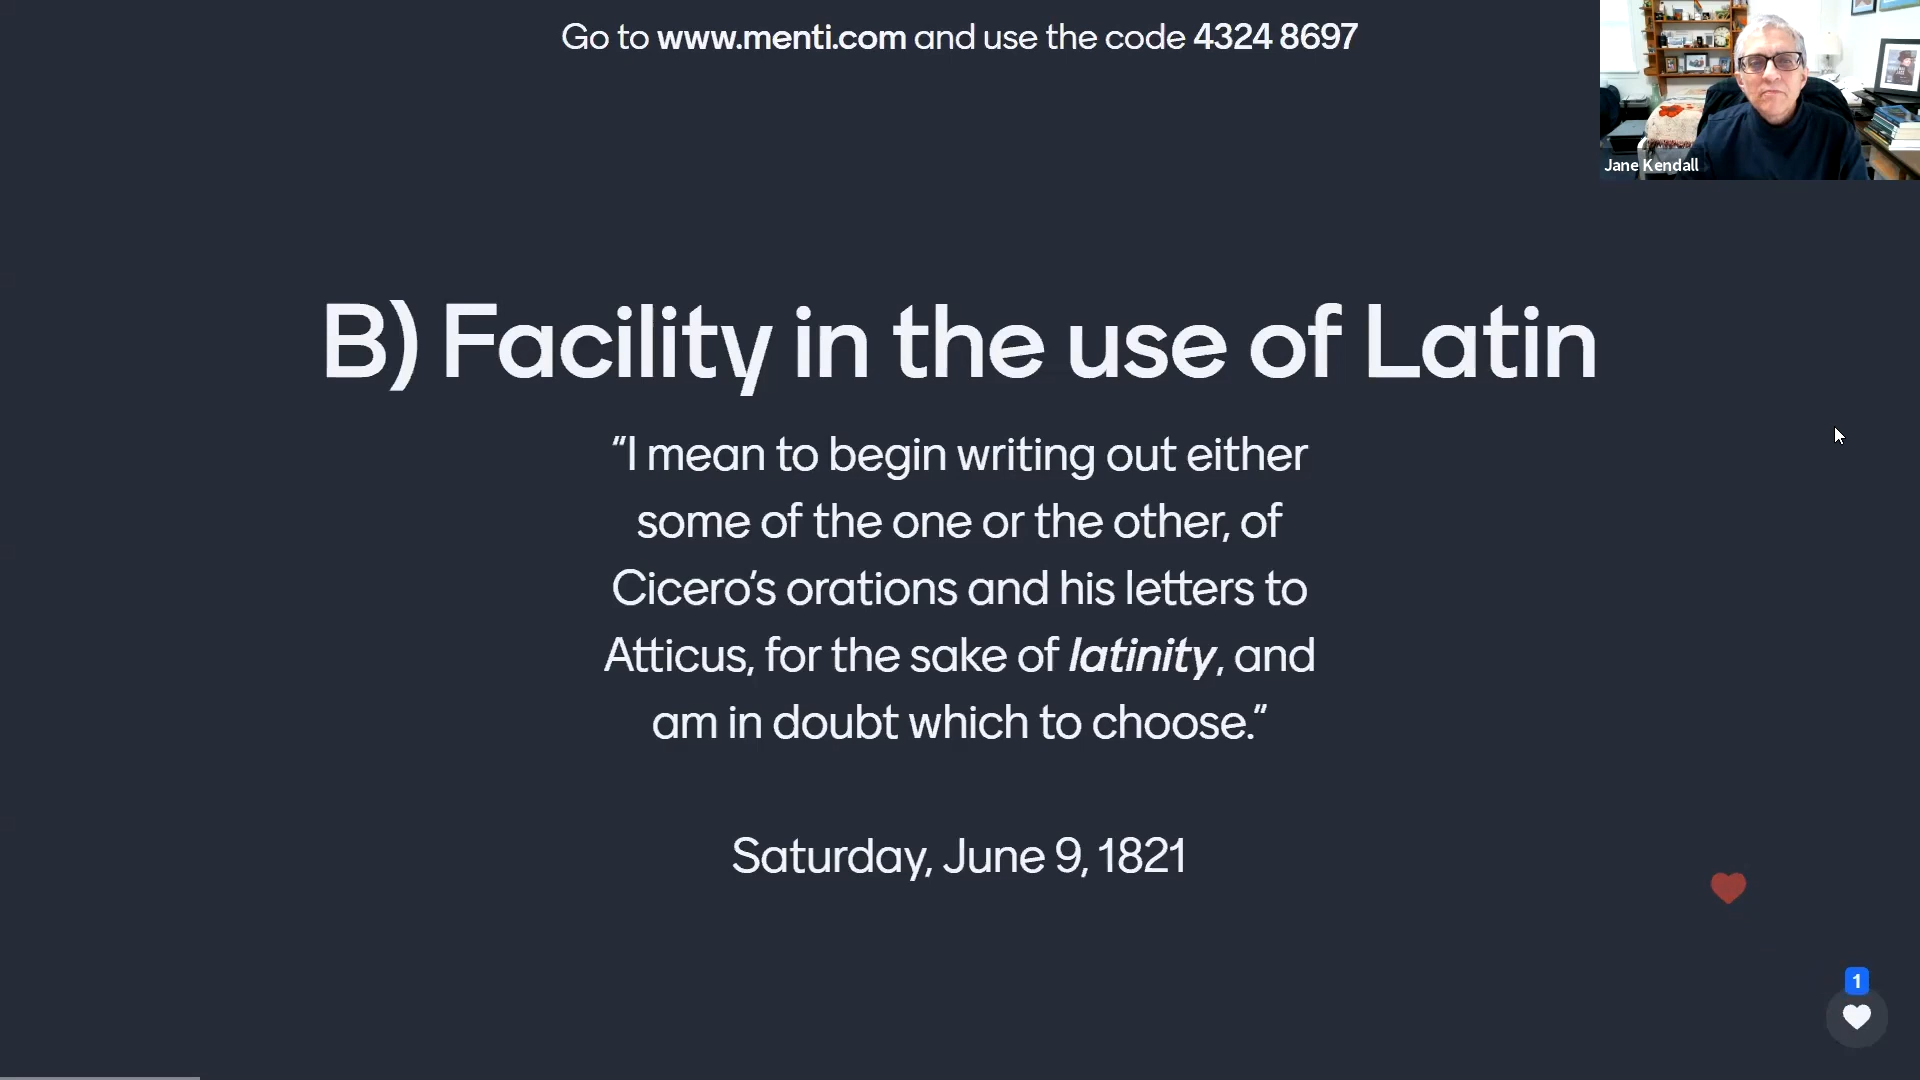 Go to www.menti.com and use the code 4324 8697
Jane Kendall
B) Facility in the use of Latin
“I mean to begin writing out either
some of the one or the other, of
Cicero’s orations and his letters to
Atticus, for the sake of latinity, and
am in doubt which to choose.”
Saturday, June 9, 1821
1